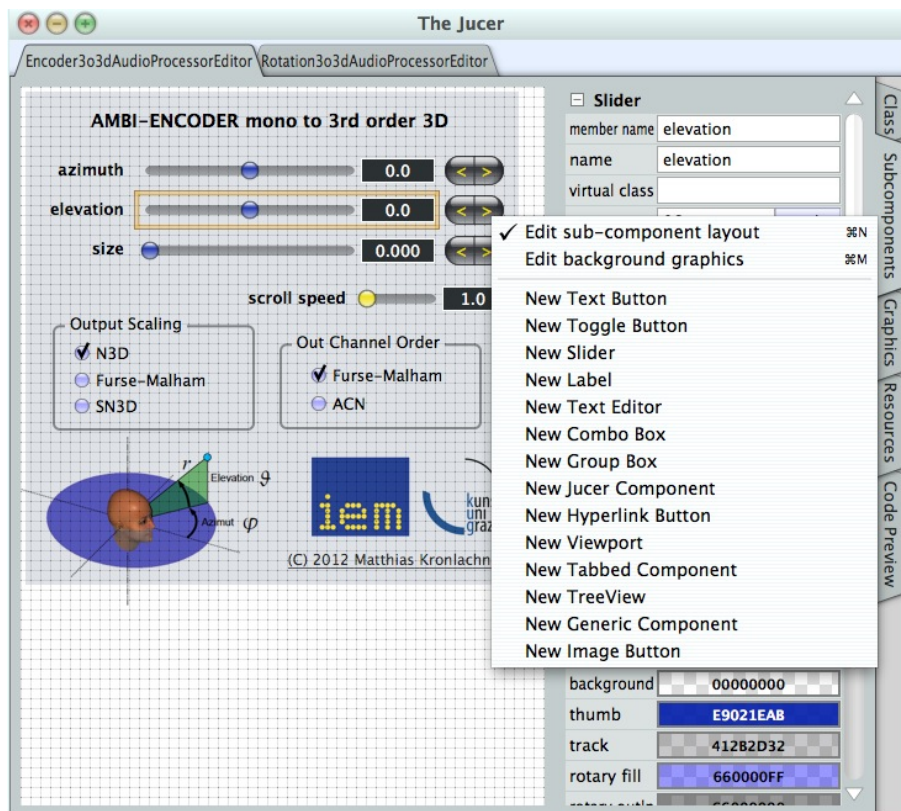 The Jucer
Encoder3o3dAudioProcessorEditor
Rotation3o3dAudioProcessorEditor
AMBI-ENCODER mono to 3rd order 3D
azimuth 0.0 < >
elevation 0.0 < >
size 0.000 < >
scroll speed 1.0
Output Scaling
N3D
Furse-Malham
SN3D
Out Channel Order
Furse-Malham
ACN
r
Elevation ϑ
Azimut φ
iem
kun
uni
graz
(C) 2012 Matthias Kronlachn
Slider
member name elevation
name elevation
virtual class
✓ Edit sub-component layout ⌘N
Edit background graphics ⌘M
New Text Button
New Toggle Button
New Slider
New Label
New Text Editor
New Combo Box
New Group Box
New Jucer Component
New Hyperlink Button
New Viewport
New Tabbed Component
New TreeView
New Generic Component
New Image Button
background 00000000
thumb E9021EAB
track 412B2D32
rotary fill 660000FF
Class
Subcomponents
Graphics
Resources
Code Preview